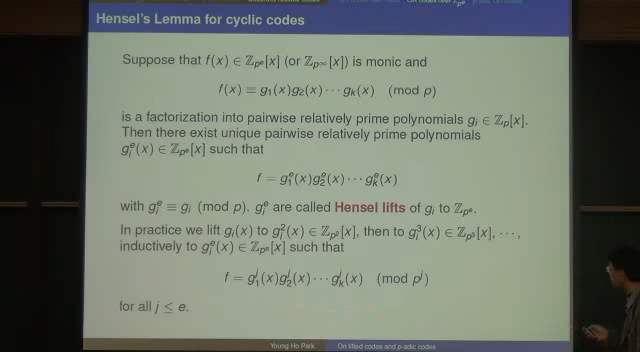 Hensel's Lemma for cyclic codes
Suppose that f(x) ∈ ℤ_{p^e}[x] (or ℤ_{p^∞}[x]) is monic and
f(x) ≡ g₁(x)g₂(x) ⋯ g_k(x) (mod p)
is a factorization into pairwise relatively prime polynomials g_i ∈ ℤ_p[x].
Then there exist unique pairwise relatively prime polynomials
g_i^e(x) ∈ ℤ_{p^e}[x] such that
f = g_1^e(x)g_2^e(x) ⋯ g_k^e(x)
with g_i^e ≡ g_i (mod p). g_i^e are called Hensel lifts of g_i to ℤ_{p^e}.
In practice we lift g_i(x) to g_i^2(x) ∈ ℤ_{p^2}[x], then to g_i^3(x) ∈ ℤ_{p^3}[x], ⋯,
inductively to g_i^e(x) ∈ ℤ_{p^e}[x] such that
f = g_1^j(x)g_2^j(x) ⋯ g_k^j(x) (mod p^j)
for all j ≤ e.
Young Ho Park On lifted codes and p-adic codes